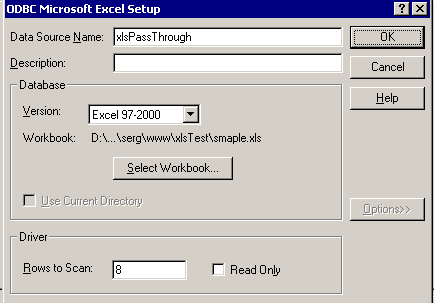 ODBC Microsoft Excel Setup
Data Source Name: xlsPassThrough OK
Description: Cancel
Database Help
Version: Excel 97-2000
Workbook: D:\...\serg\www\xlsTest\smaple.xls
Select Workbook...
Use Current Directory Options>>
Driver
Rows to Scan: 8 Read Only